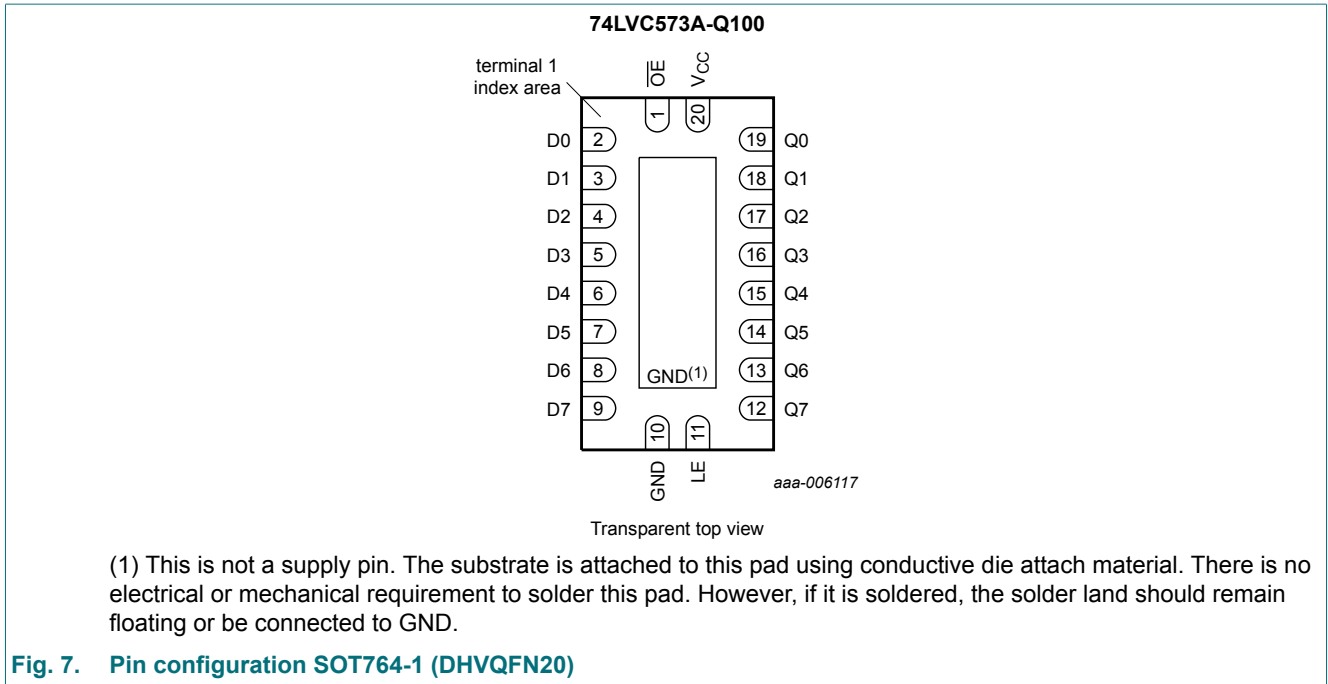 74LVC573A-Q100
terminal 1
index area
OE
VCC
1
20
D0 2 19 Q0
D1 3 18 Q1
D2 4 17 Q2
D3 5 16 Q3
D4 6 15 Q4
D5 7 14 Q5
D6 8 13 Q6
GND(1)
D7 9 12 Q7
10
11
GND
LE
aaa-006117
Transparent top view
(1) This is not a supply pin. The substrate is attached to this pad using conductive die attach material. There is no
electrical or mechanical requirement to solder this pad. However, if it is soldered, the solder land should remain
floating or be connected to GND.
Fig. 7. Pin configuration SOT764-1 (DHVQFN20)